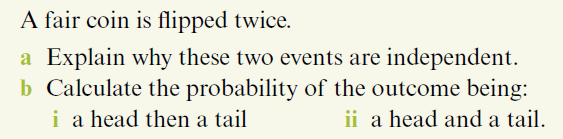 A fair coin is flipped twice.
a Explain why these two events are independent.
b Calculate the probability of the outcome being:
i a head then a tail ii a head and a tail.